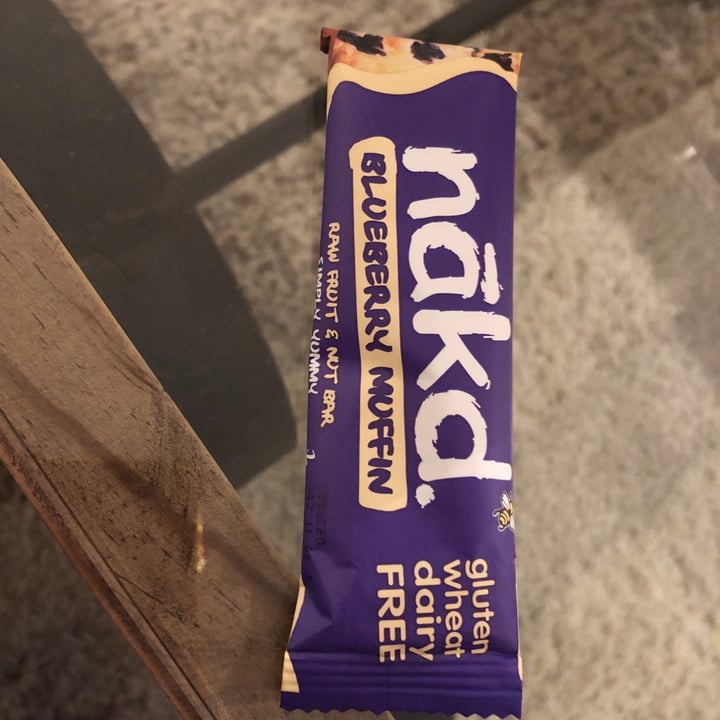 nākd.
BLUEBERRY MUFFIN
RAW FRUIT & NUT BAR
SIMPLY YUMMY
gluten
wheat
dairy
FREE